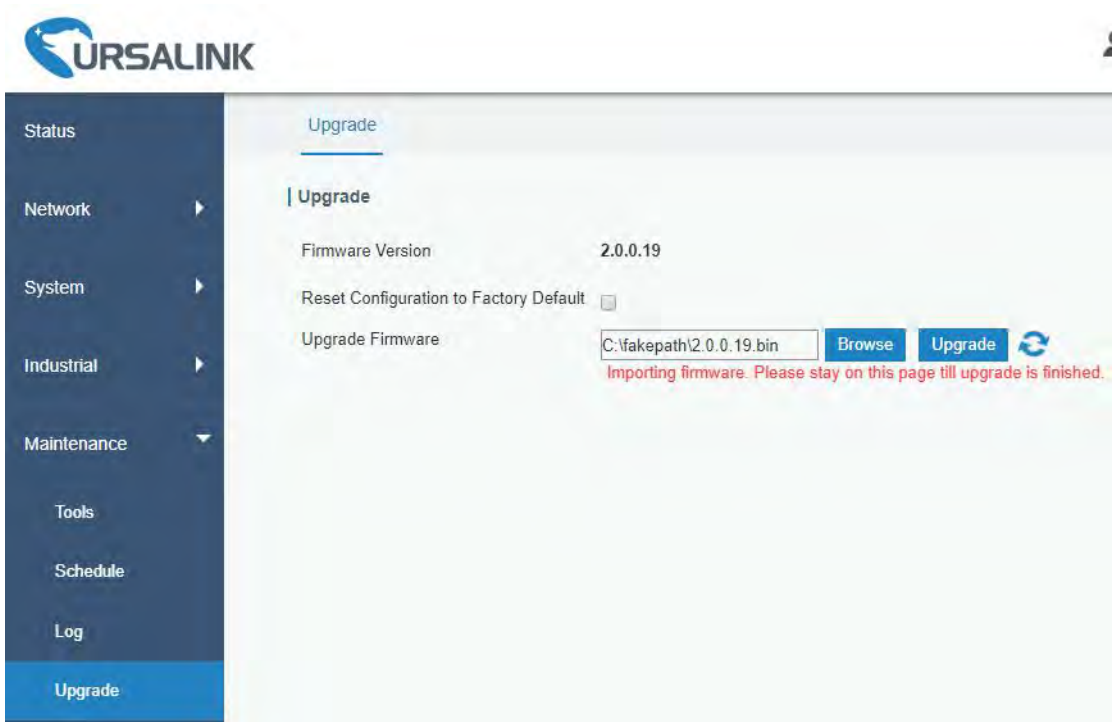 URSALINK
Status
Network
System
Industrial
Maintenance
Tools
Schedule
Log
Upgrade
Upgrade
Upgrade
Firmware Version 2.0.0.19
Reset Configuration to Factory Default
Upgrade Firmware C:\fakepath\2.0.0.19.bin Browse Upgrade
Importing firmware. Please stay on this page till upgrade is finished.